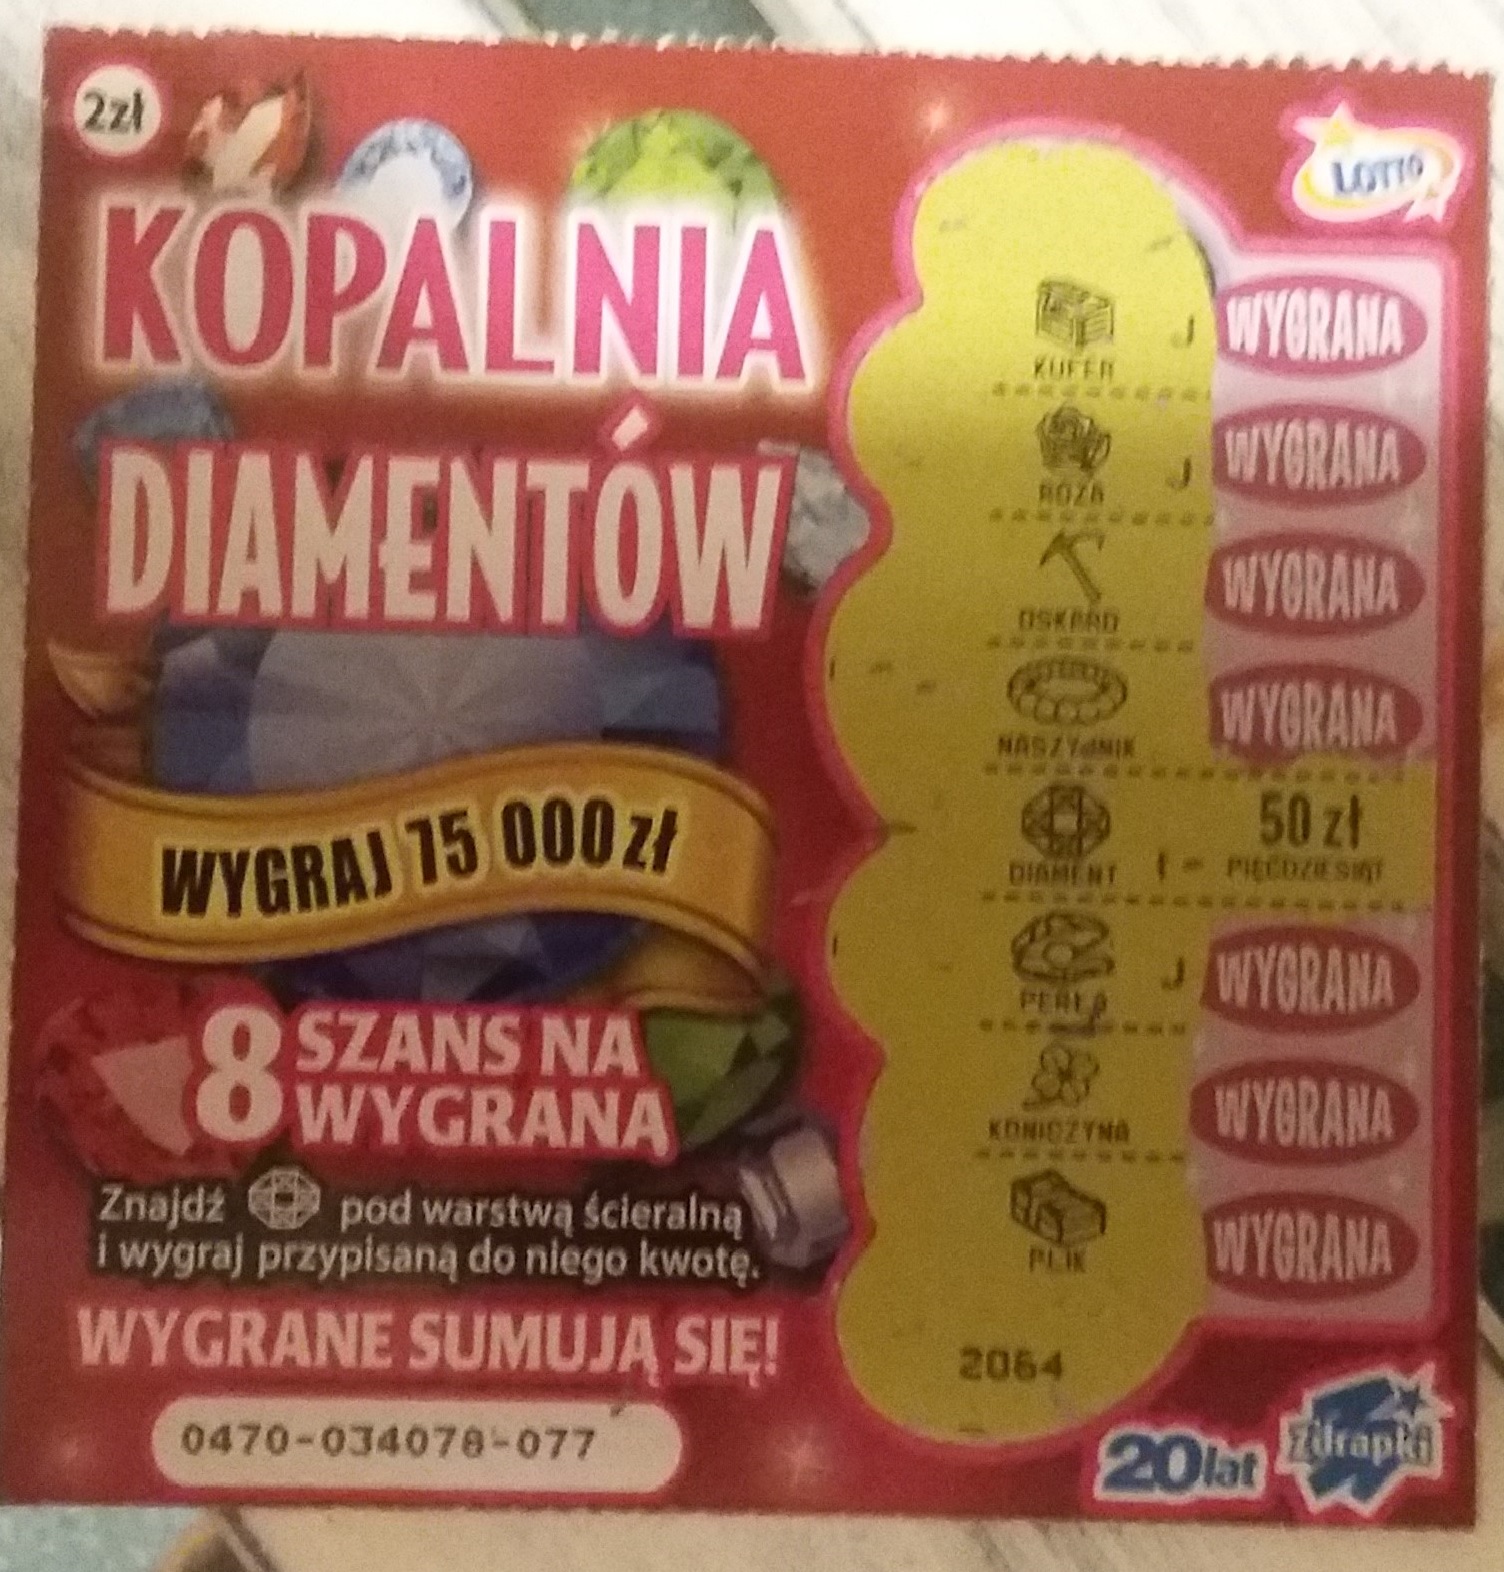 2zł
LOTTO
KOPALNIA
DIAMENTÓW
WYGRAJ 75 000 zł
8 SZANS NA
WYGRANĄ
Znajdź pod warstwą ścieralną
i wygraj przypisaną do niego kwotę.
WYGRANE SUMUJĄ SIĘ!
0470-034078-077
KUFER J WYGRANA
RÓŻA J WYGRANA
OSKARD WYGRANA
NASZYJNIK WYGRANA
50 zł
DIAMENT t - PIĘĆDZIESIĄT
PERŁA J WYGRANA
KONICZYNA WYGRANA
PLIK WYGRANA
2064
20 lat Zdrapki